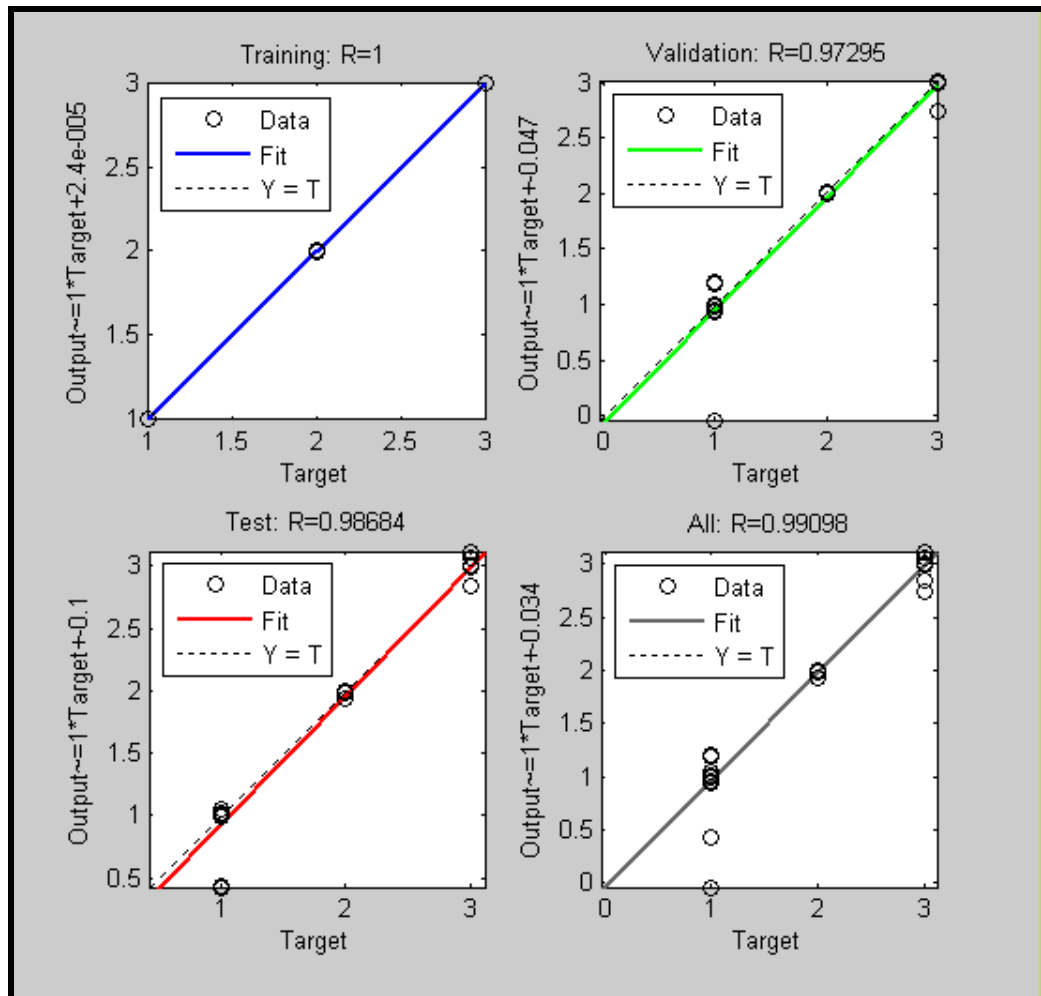 Training: R=1
Output~=1*Target+2.4e-005
3
2.5
2
1.5
1
Data
Fit
Y = T
1
1.5
2
2.5
3
Target
Validation: R=0.97295
Output~=1*Target+-0.047
3
2.5
2
1.5
1
0.5
0
Data
Fit
Y = T
0
1
2
3
Target
Test: R=0.98684
Output~=1*Target+-0.1
3
2.5
2
1.5
1
0.5
Data
Fit
Y = T
1
2
3
Target
All: R=0.99098
Output~=1*Target+-0.034
3
2.5
2
1.5
1
0.5
0
Data
Fit
Y = T
0
1
2
3
Target